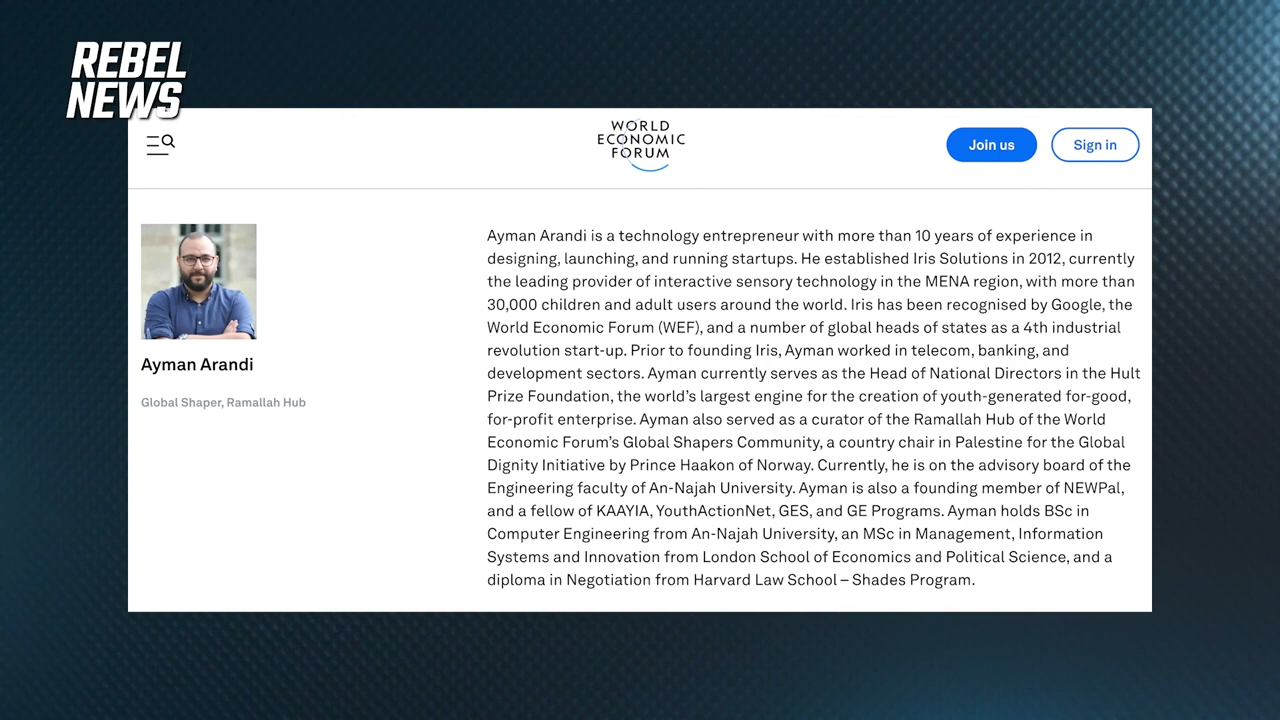 REBEL
NEWS
WORLD
ECONOMIC
FORUM
Join us
Sign in
Ayman Arandi
Global Shaper, Ramallah Hub
Ayman Arandi is a technology entrepreneur with more than 10 years of experience in
designing, launching, and running startups. He established Iris Solutions in 2012, currently
the leading provider of interactive sensory technology in the MENA region, with more than
30,000 children and adult users around the world. Iris has been recognised by Google, the
World Economic Forum (WEF), and a number of global heads of states as a 4th industrial
revolution start-up. Prior to founding Iris, Ayman worked in telecom, banking, and
development sectors. Ayman currently serves as the Head of National Directors in the Hult
Prize Foundation, the world’s largest engine for the creation of youth-generated for-good,
for-profit enterprise. Ayman also served as a curator of the Ramallah Hub of the World
Economic Forum’s Global Shapers Community, a country chair in Palestine for the Global
Dignity Initiative by Prince Haakon of Norway. Currently, he is on the advisory board of the
Engineering faculty of An-Najah University. Ayman is also a founding member of NEWPal,
and a fellow of KAAYIA, YouthActionNet, GES, and GE Programs. Ayman holds BSc in
Computer Engineering from An-Najah University, an MSc in Management, Information
Systems and Innovation from London School of Economics and Political Science, and a
diploma in Negotiation from Harvard Law School – Shades Program.